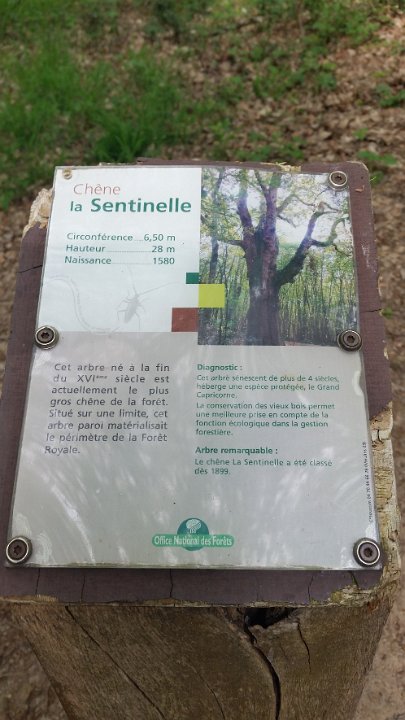 Chêne
la Sentinelle
Circonférence....6,50 m
Hauteur........................28 m
Naissance..................1580
Cet arbre né à la fin
du XVIème siècle est
actuellement le plus
gros chêne de la forêt.
Situé sur une limite, cet
arbre paroi matérialisait
le périmètre de la Forêt
Royale.
Diagnostic :
Cet arbre sénescent de plus de 4 siècles,
héberge une espèce protégée, le Grand
Capricorne.
La conservation des vieux bois permet
une meilleure prise en compte de la
fonction écologique dans la gestion
forestière.
Arbre remarquable :
Le chêne La Sentinelle a été classé
dès 1899.
Office National des Forêts